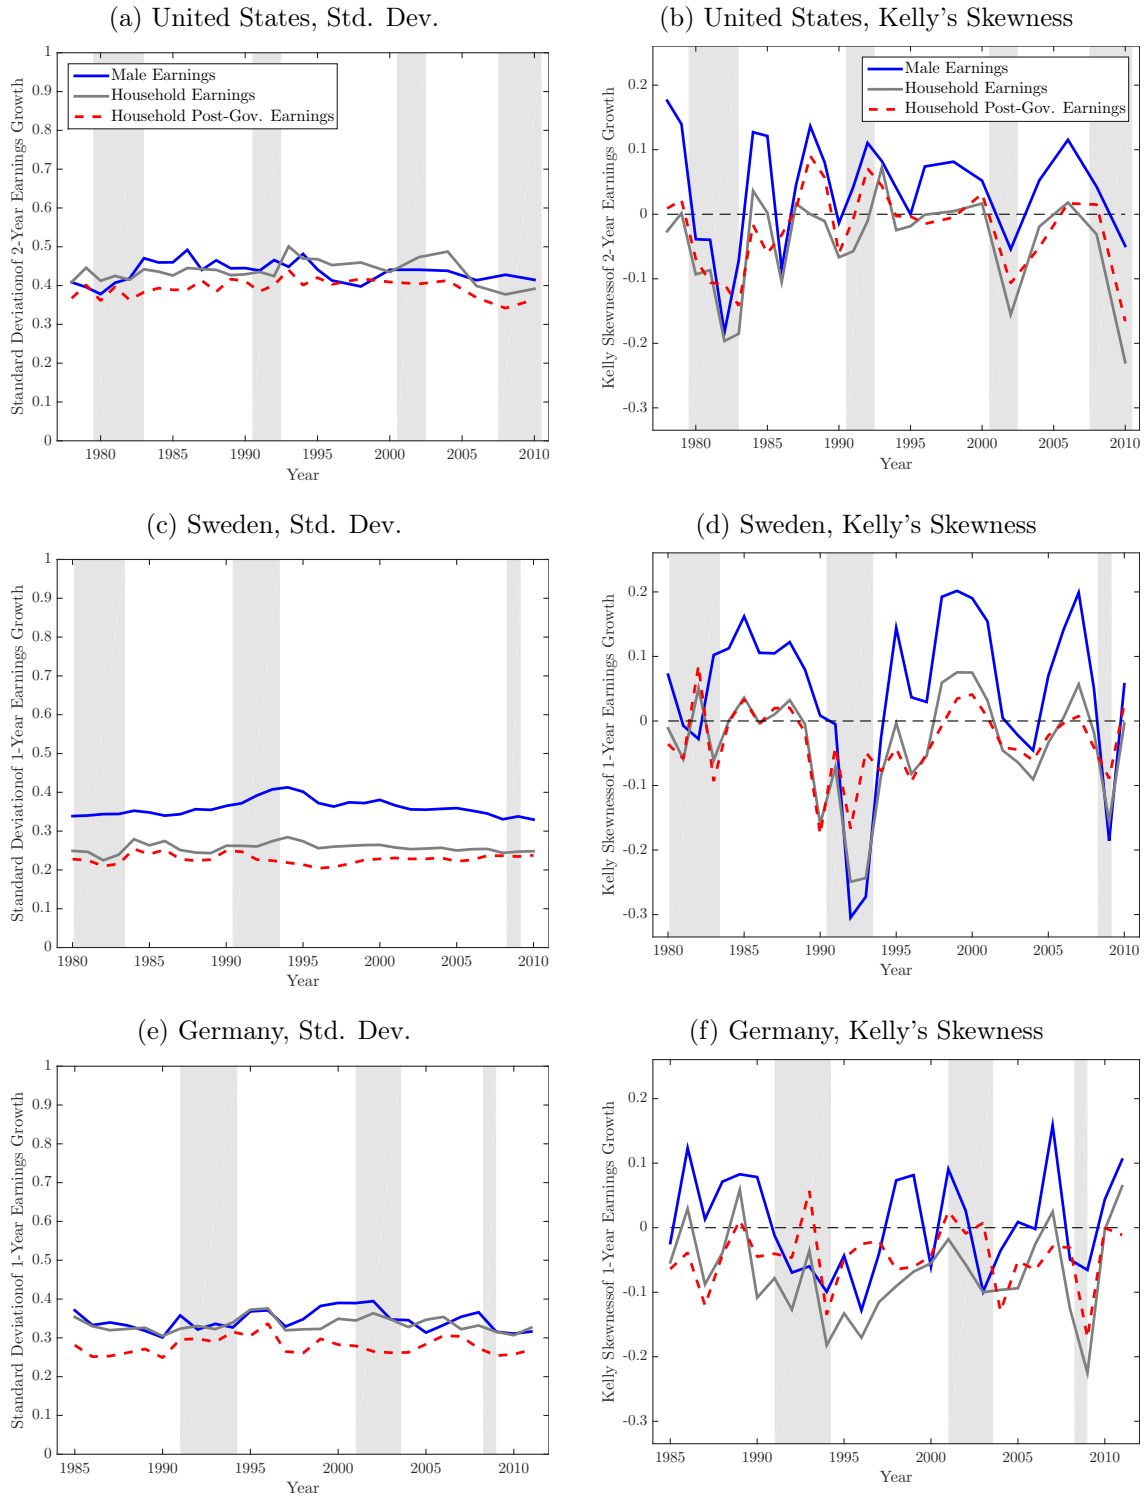 (a) United States, Std. Dev.
Standard Deviationof 2-Year Earnings Growth
1
0.9
0.8
0.7
0.6
0.5
0.4
0.3
0.2
0.1
0
Male Earnings
Household Earnings
Household Post-Gov. Earnings
1980 1985 1990 1995 2000 2005 2010
Year
(b) United States, Kelly's Skewness
Kelly Skewnessof 2-Year Earnings Growth
0.2
0.1
0
-0.1
-0.2
-0.3
Male Earnings
Household Earnings
Household Post-Gov. Earnings
1980 1985 1990 1995 2000 2005 2010
Year
(c) Sweden, Std. Dev.
Standard Deviationof 1-Year Earnings Growth
1
0.9
0.8
0.7
0.6
0.5
0.4
0.3
0.2
0.1
0
1980 1985 1990 1995 2000 2005 2010
Year
(d) Sweden, Kelly's Skewness
Kelly Skewnessof 1-Year Earnings Growth
0.2
0.1
0
-0.1
-0.2
-0.3
1980 1985 1990 1995 2000 2005 2010
Year
(e) Germany, Std. Dev.
Standard Deviationof 1-Year Earnings Growth
1
0.9
0.8
0.7
0.6
0.5
0.4
0.3
0.2
0.1
0
1985 1990 1995 2000 2005 2010
Year
(f) Germany, Kelly's Skewness
Kelly Skewnessof 1-Year Earnings Growth
0.2
0.1
0
-0.1
-0.2
-0.3
1985 1990 1995 2000 2005 2010
Year